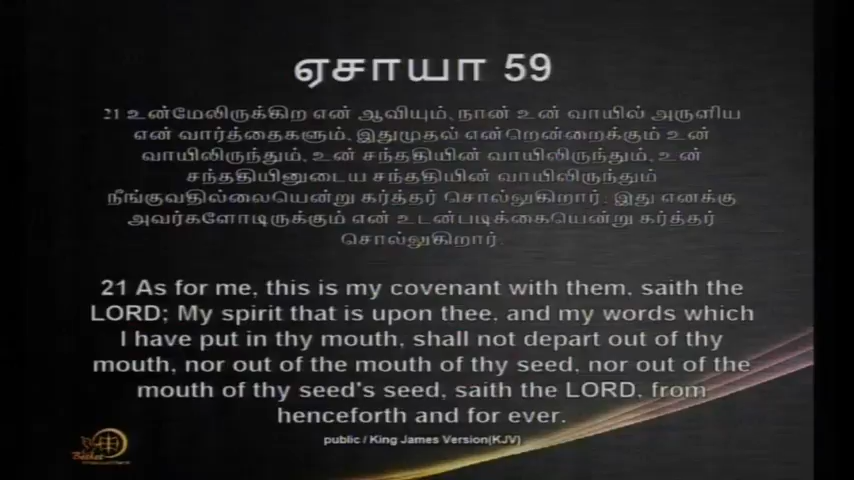 ஏசாயா 59
21 உன்மேலிருக்கிற என் ஆவியும், நான் உன் வாயில் அருளிய
என் வார்த்தைகளும், இதுமுதல் என்றென்றைக்கும் உன்
வாயிலிருந்தும், உன் சந்ததியின் வாயிலிருந்தும், உன்
சந்ததியினுடைய சந்ததியின் வாயிலிருந்தும்
நீங்குவதில்லையென்று கர்த்தர் சொல்லுகிறார்; இது எனக்கு
அவர்களோடிருக்கும் என் உடன்படிக்கையென்று கர்த்தர்
சொல்லுகிறார்.
21 As for me, this is my covenant with them, saith the
LORD; My spirit that is upon thee, and my words which
I have put in thy mouth, shall not depart out of thy
mouth, nor out of the mouth of thy seed, nor out of the
mouth of thy seed's seed, saith the LORD, from
henceforth and for ever.
public / King James Version(KJV)